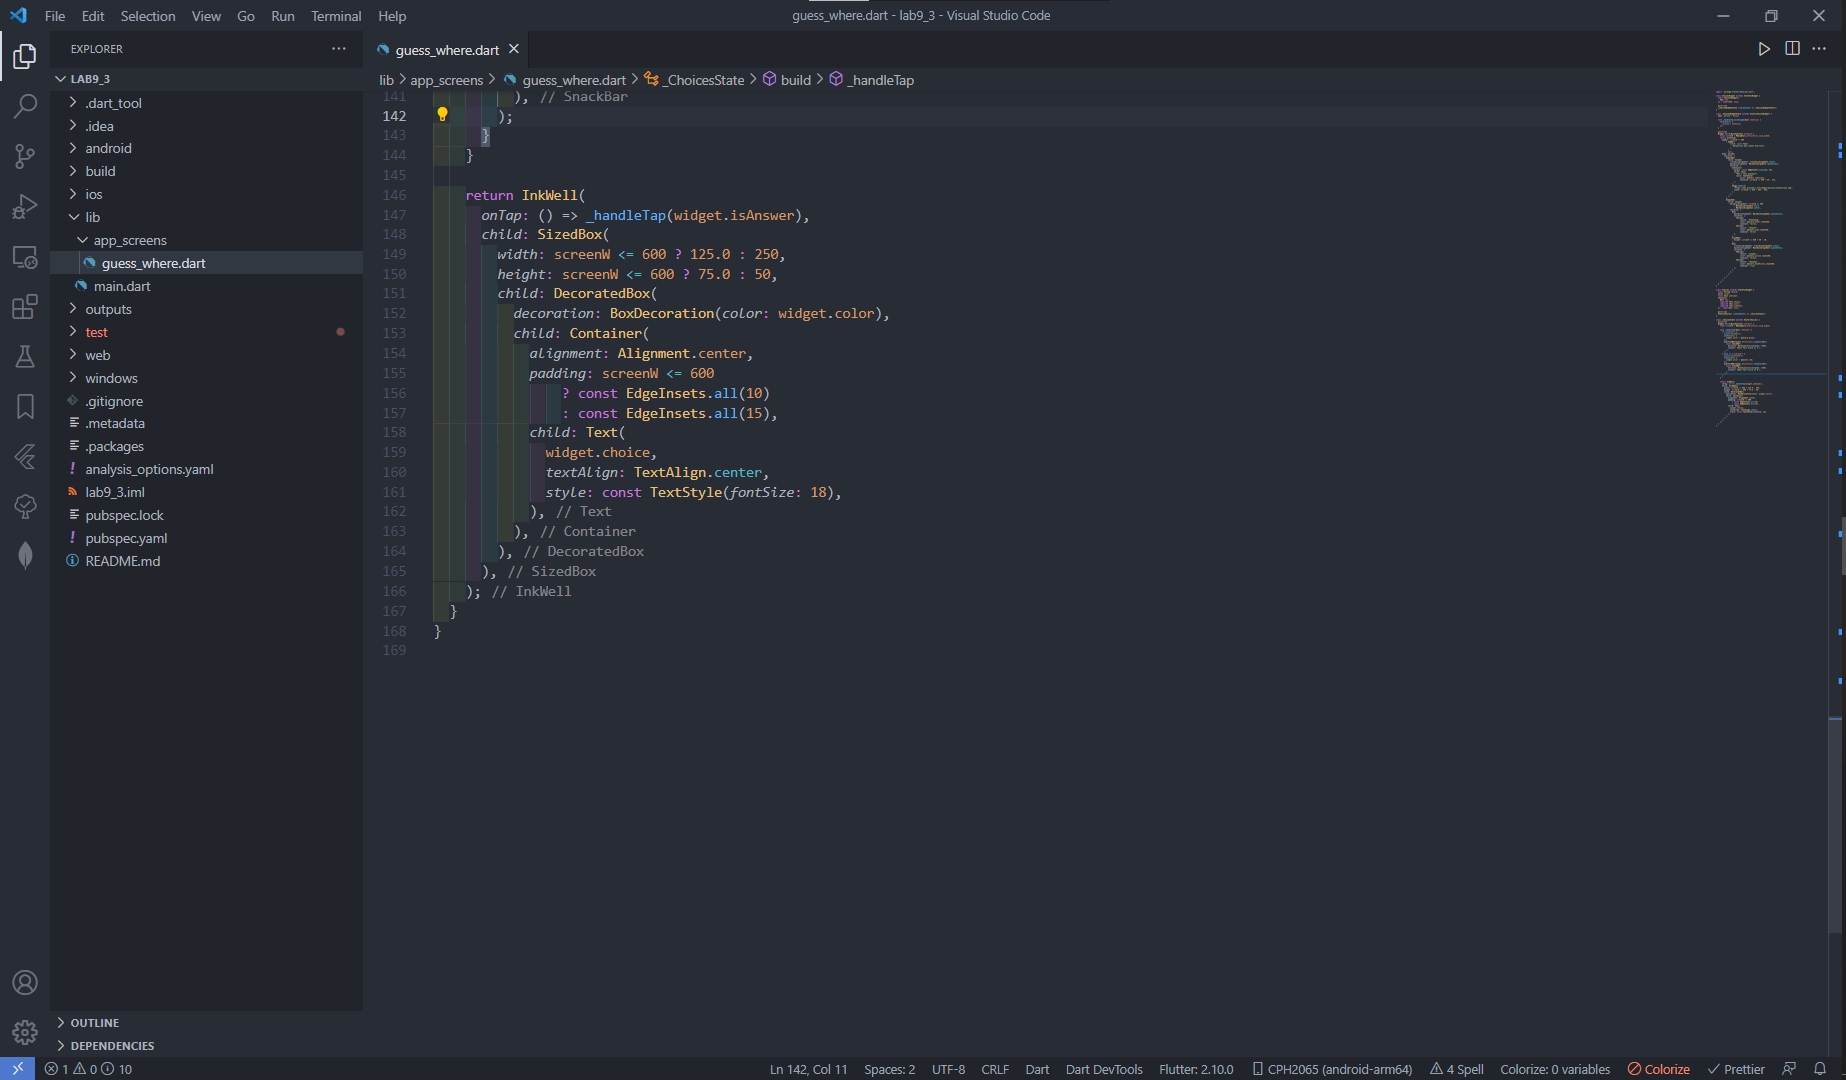 File Edit Selection View Go Run Terminal Help
guess_where.dart - lab9_3 - Visual Studio Code
EXPLORER
LAB9_3
.dart_tool
.idea
android
build
ios
lib
app_screens
guess_where.dart
main.dart
outputs
test
web
windows
.gitignore
.metadata
.packages
analysis_options.yaml
lab9_3.iml
pubspec.lock
pubspec.yaml
README.md
OUTLINE
DEPENDENCIES
guess_where.dart
lib > app_screens > guess_where.dart > _ChoicesState > build > _handleTap
141 ), // SnackBar
142 );
143 }
144 }
145
146 return InkWell(
147 onTap: () => _handleTap(widget.isAnswer),
148 child: SizedBox(
149 width: screenW <= 600 ? 125.0 : 250,
150 height: screenW <= 600 ? 75.0 : 50,
151 child: DecoratedBox(
152 decoration: BoxDecoration(color: widget.color),
153 child: Container(
154 alignment: Alignment.center,
155 padding: screenW <= 600
156 ? const EdgeInsets.all(10)
157 : const EdgeInsets.all(15),
158 child: Text(
159 widget.choice,
160 textAlign: TextAlign.center,
161 style: const TextStyle(fontSize: 18),
162 ), // Text
163 ), // Container
164 ), // DecoratedBox
165 ), // SizedBox
166 ); // InkWell
167 }
168 }
169
1 0 10
Ln 142, Col 11 Spaces: 2 UTF-8 CRLF Dart Dart DevTools Flutter: 2.10.0 CPH2065 (android-arm64) 4 Spell Colorize: 0 variables Colorize Prettier